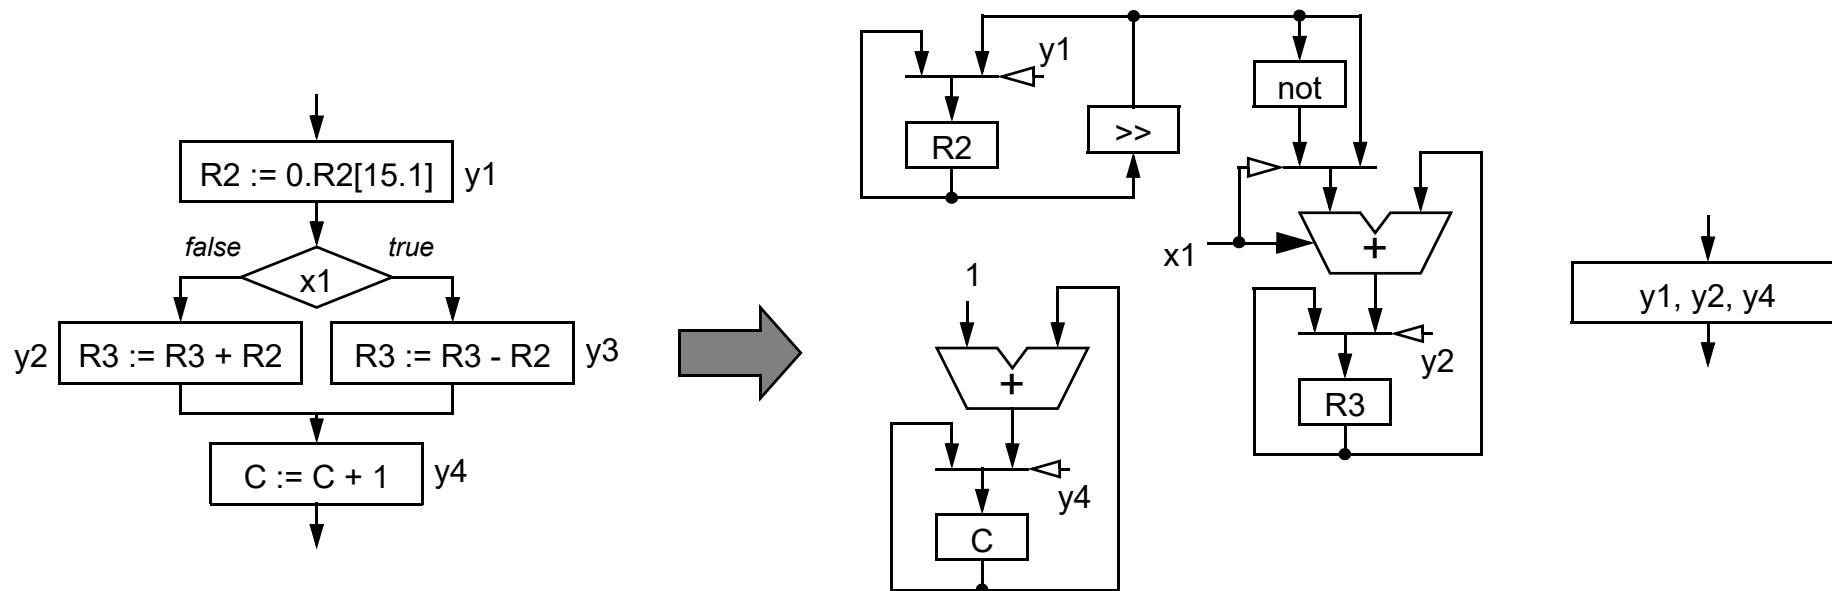 R2 := 0.R2[15.1]
y1
false
true
x1
y2
R3 := R3 + R2
R3 := R3 - R2
y3
C := C + 1
y4
y1
R2
>>
not
x1
+
y2
R3
1
+
y4
C
y1, y2, y4